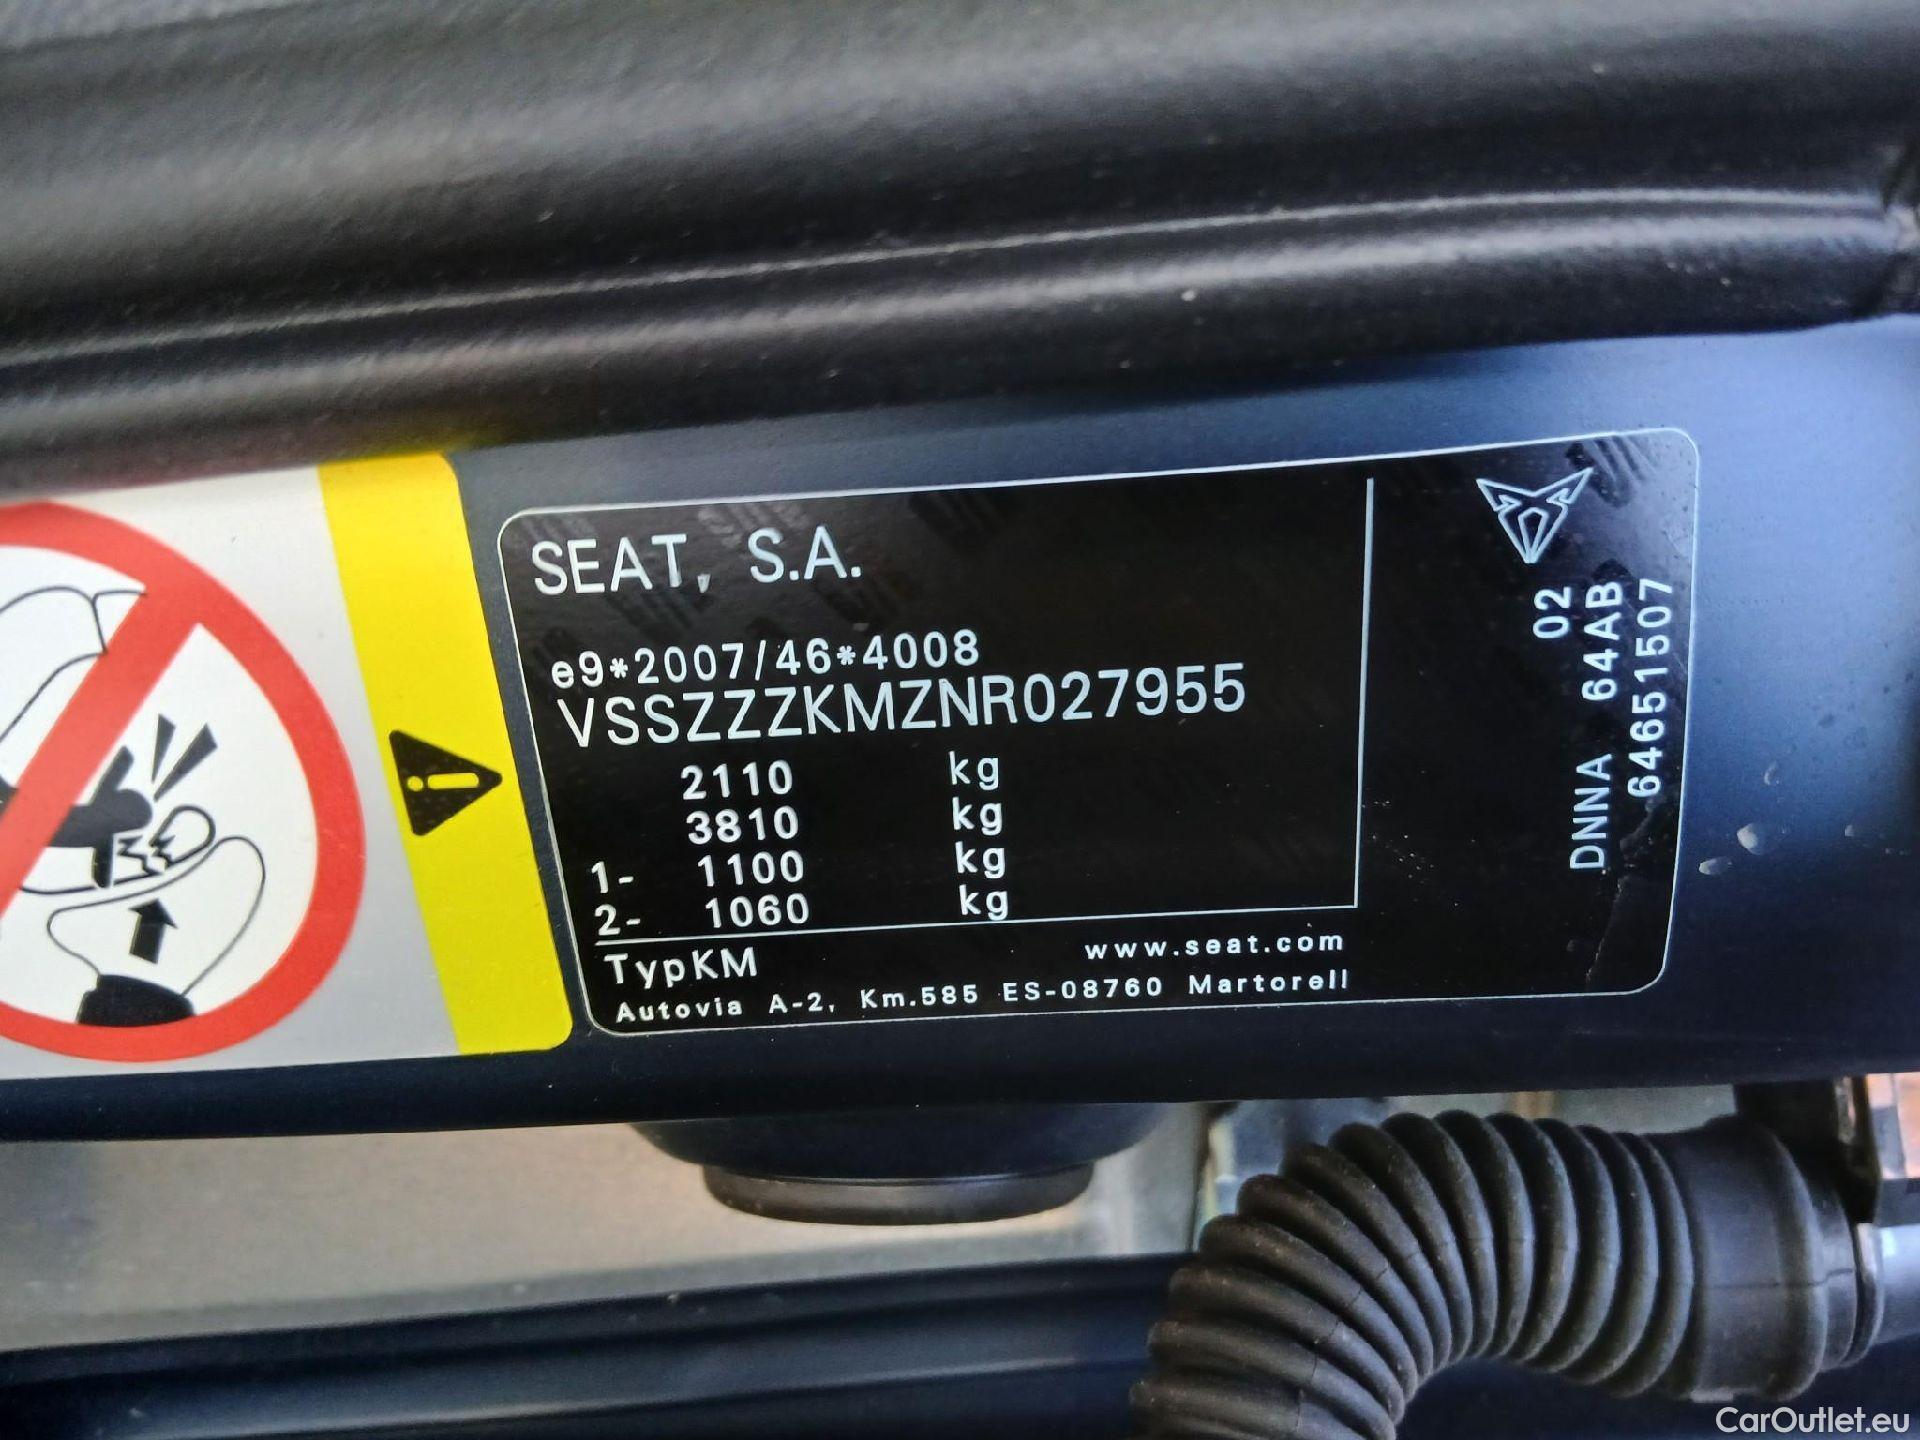 SEAT, S.A.
e9*2007/46*4008
VSSZZZKMZNR027955
2110 kg
3810 kg
1- 1100 kg
2- 1060 kg
TypKM www.seat.com
Autovia A-2, Km.585 ES-08760 Martorell
02
DNNA 64AB
64651507
CarOutlet.eu